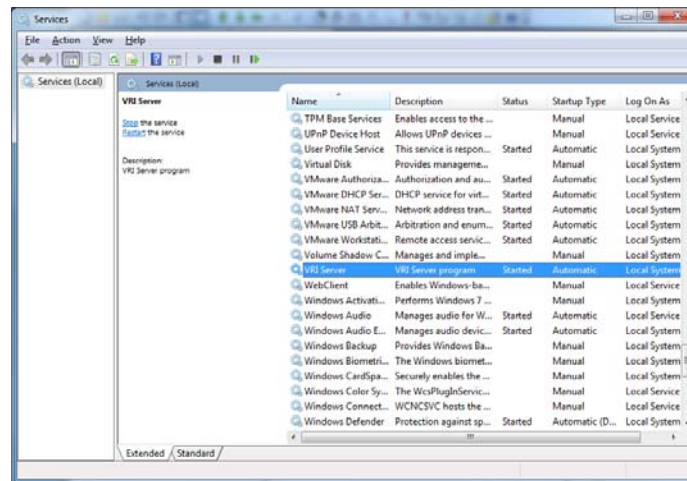 Services
File Action View Help
Services (Local)
Services (Local)
VRI Server
Stop the service
Restart the service
Description:
VRI Server program
Name Description Status Startup Type Log On As
TPM Base Services Enables access to the ... Manual Local Service
UPnP Device Host Allows UPnP devices ... Manual Local Service
User Profile Service This service is respon... Started Automatic Local System
Virtual Disk Provides manageme... Manual Local System
VMware Authoriza... Authorization and au... Started Automatic Local System
VMware DHCP Ser... DHCP service for virt... Started Automatic Local System
VMware NAT Serv... Network address tran... Started Automatic Local System
VMware USB Arbit... Arbitration and enum... Started Automatic Local System
VMware Workstati... Remote access servic... Started Automatic Local System
Volume Shadow C... Manages and imple... Manual Local System
VRI Server VRI Server program Started Automatic Local System
WebClient Enables Windows-ba... Manual Local Service
Windows Activati... Performs Windows 7 ... Manual Local System
Windows Audio Manages audio for W... Started Automatic Local Service
Windows Audio E... Manages audio devic... Started Automatic Local System
Windows Backup Provides Windows Ba... Manual Local System
Windows Biometri... The Windows biomet... Manual Local System
Windows CardSpa... Securely enables the ... Manual Local System
Windows Color Sy... The WcsPlugInServic... Manual Local Service
Windows Connect... WCNCSVC hosts the ... Manual Local Service
Windows Defender Protection against sp... Started Automatic (D... Local System
Extended Standard